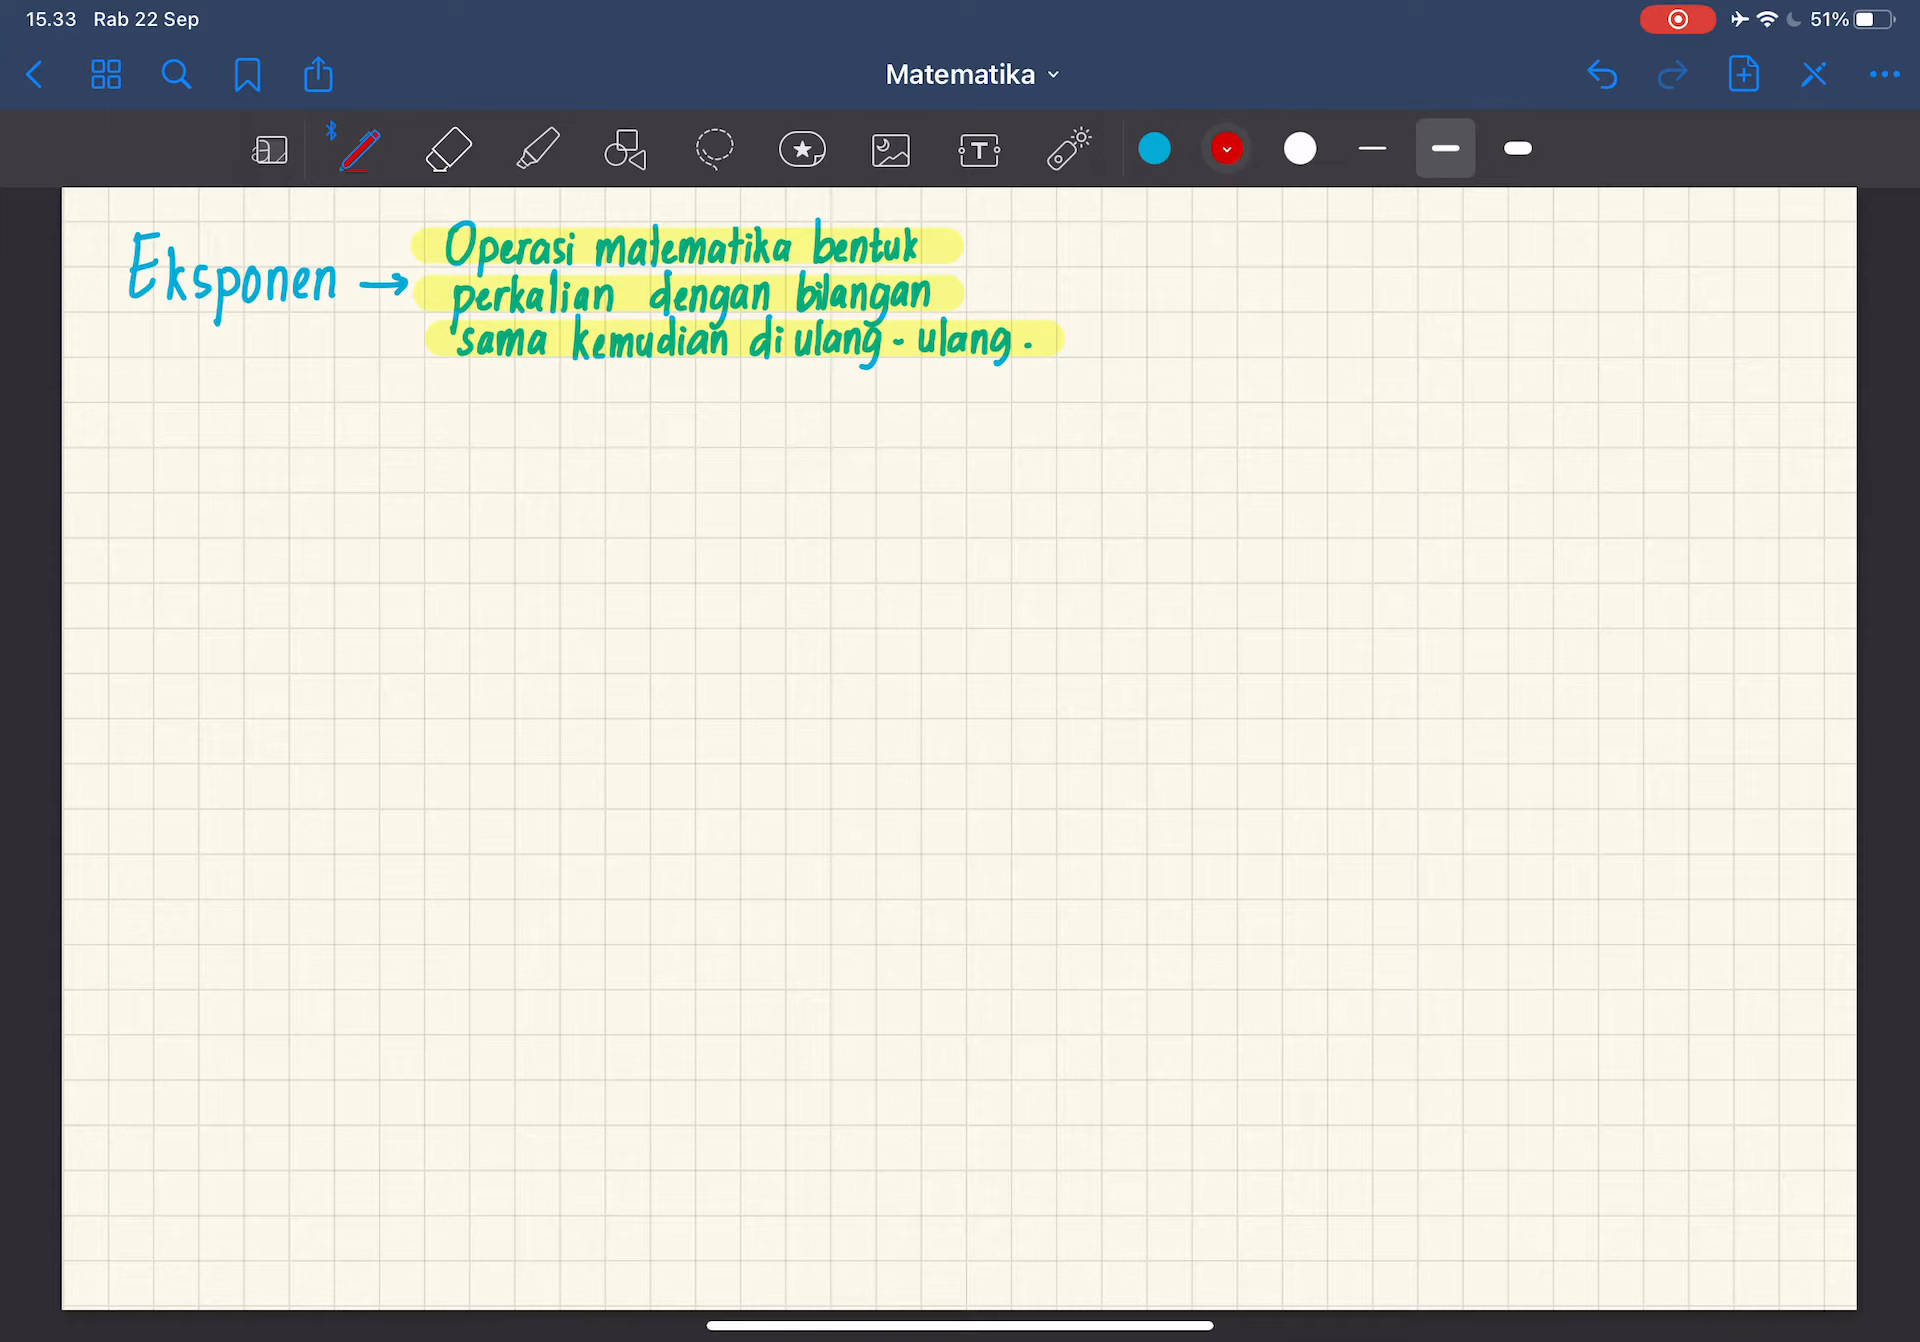 15.33 Rab 22 Sep
51%
Matematika
T
Eksponen → Operasi matematika bentuk
perkalian dengan bilangan
sama kemudian di ulang-ulang.